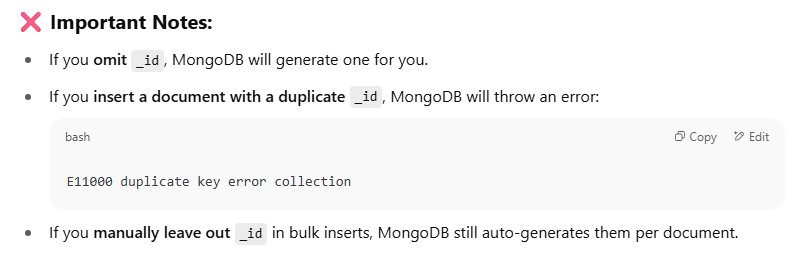 ❌ Important Notes:
• If you omit _id, MongoDB will generate one for you.
• If you insert a document with a duplicate _id, MongoDB will throw an error:
bash Copy Edit
E11000 duplicate key error collection
• If you manually leave out _id in bulk inserts, MongoDB still auto-generates them per document.